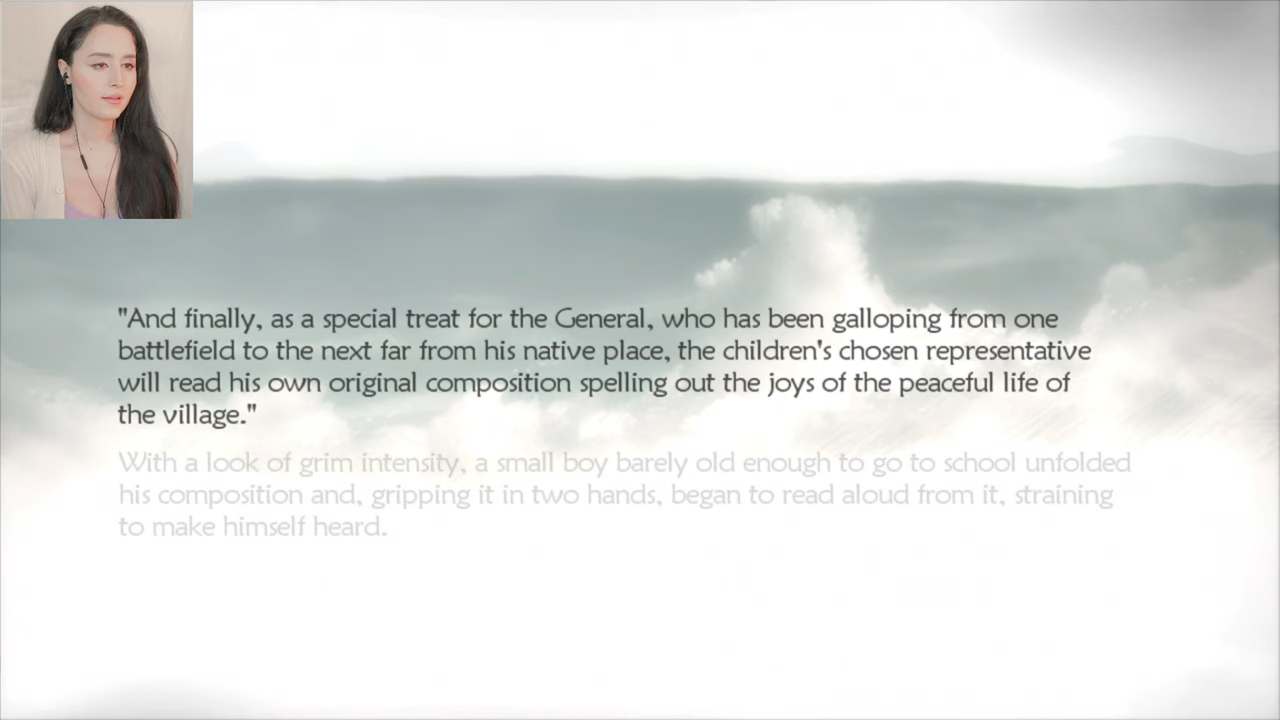 "And finally, as a special treat for the General, who has been galloping from one
battlefield to the next far from his native place, the children's chosen representative
will read his own original composition spelling out the joys of the peaceful life of
the village."
With a look of grim intensity, a small boy barely old enough to go to school unfolded
his composition and, gripping it in two hands, began to read aloud from it, straining
to make himself heard.